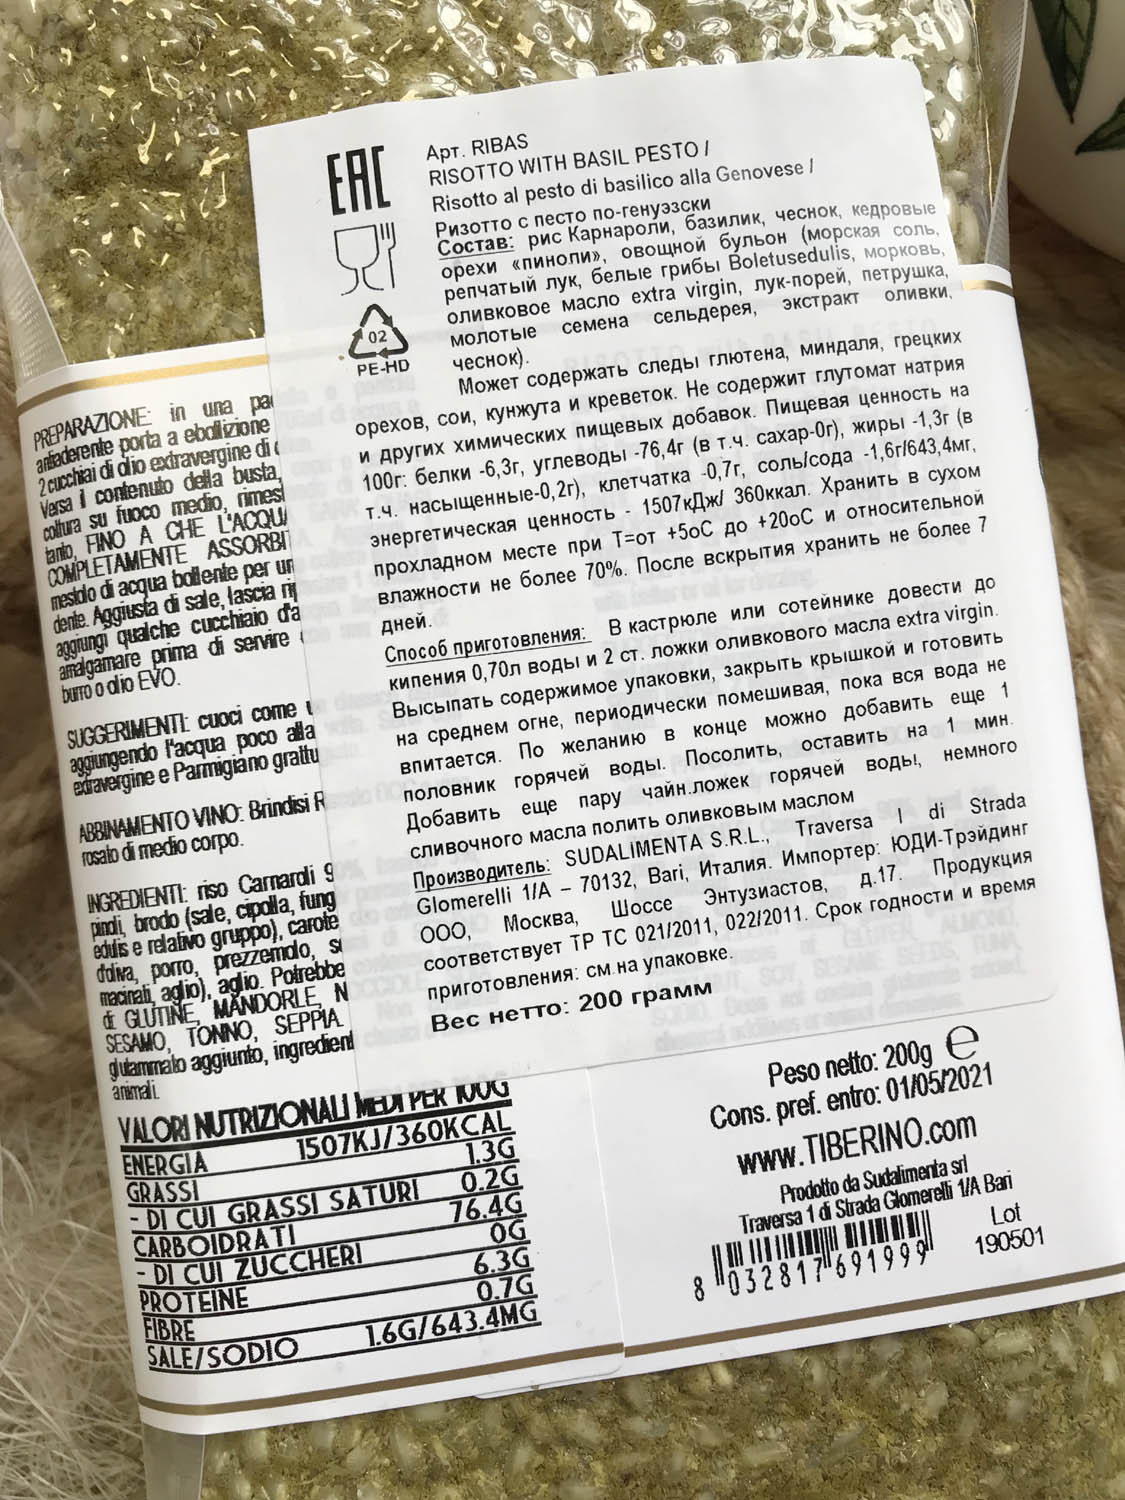 EAC
02
PE-HD
Арт. RIBAS
RISOTTO WITH BASIL PESTO /
Risotto al pesto di basilico alla Genovese /
Ризотто с песто по-генуэзски
Состав: рис Карнароли, базилик, чеснок, кедровые
орехи «пиноли», овощной бульон (морская соль,
репчатый лук, белые грибы Boletusedulis, морковь,
оливковое масло extra virgin, лук-порей, петрушка,
молотые семена сельдерея, экстракт оливки,
чеснок).
Может содержать следы глютена, миндаля, грецких
орехов, сои, кунжута и креветок. Не содержит глутомат натрия
и других химических пищевых добавок. Пищевая ценность на
100г: белки -6,3г, углеводы -76,4г (в т.ч. сахар-0г), жиры -1,3г (в
т.ч. насыщенные-0,2г), клетчатка -0,7г, соль/сода -1,6г/643,4мг,
энергетическая ценность - 1507кДж/ 360ккал. Хранить в сухом
прохладном месте при Т=от +5оС до +20оС и относительной
влажности не более 70%. После вскрытия хранить не более 7
дней.
Способ приготовления: В кастрюле или сотейнике довести до
кипения 0,70л воды и 2 ст. ложки оливкового масла extra virgin.
Высыпать содержимое упаковки, закрыть крышкой и готовить
на среднем огне, периодически помешивая, пока вся вода не
впитается. По желанию в конце можно добавить еще 1
половник горячей воды. Посолить, оставить на 1 мин.
Добавить еще пару чайн.ложек горячей воды, немного
сливочного масла полить оливковым маслом
Производитель: SUDALIMENTA S.R.L., Traversa I di Strada
Glomerelli 1/A – 70132, Bari, Италия. Импортер: ЮДИ-Трэйдинг
ООО, Москва, Шоссе Энтузиастов, д.17. Продукция
соответствует ТР ТС 021/2011, 022/2011. Срок годности и время
приготовления: см.на упаковке.
Вес нетто: 200 грамм
PREPARAZIONE: in una pa
antiaderente porta a ebollizione
2 cucchiai di olio extravergine di
Versa il contenuto della busta,
coltura su fuoco medio, rimes
tanto, FINO A CHE L'ACQU
COMPLETAMENTE ASSORBI
mestolo di acqua bollente per un
dente. Aggiusta di sale, lascia ri
aggiungi qualche cucchiaio d'a
amalgamare prima di servire
burro o olio EVO.
SUGGERIMENTI: cuoci come
aggiungendo l'acqua poco alla
extravergine e Parmigiano grattu
ABBINAMENTO VINO: Brindisi R
rosato di medio corpo.
INGREDIENTI: riso Carnaroli 9
pinoli, brodo (sale, cipolla, fung
edulis e relativo gruppo), carote
d'oliva, porro, prezzemolo, s
macinati, aglio), aglio. Potrebbe
di GLUTINE, MANDORLE, N
SESAMO, TONNO, SEPPIA
glutammato aggiunto, ingredient
animali.
VALORI NUTRIZIONALI MEDI PER 100G
ENERGIA 1507KJ/360KCAL
GRASSI 1.3G
- DI CUI GRASSI SATURI 0.2G
CARBOIDRATI 76.4G
- DI CUI ZUCCHERI 0G
PROTEINE 6.3G
FIBRE 0.7G
SALE/SODIO 1.6G/643.4MG
Peso netto: 200g e
Cons. pref. entro: 01/05/2021
www.TIBERINO.com
Prodotto da Sudalimenta srl
Traversa 1 di Strada Glomerelli 1/A Bari
8 032817 691999
Lot
190501